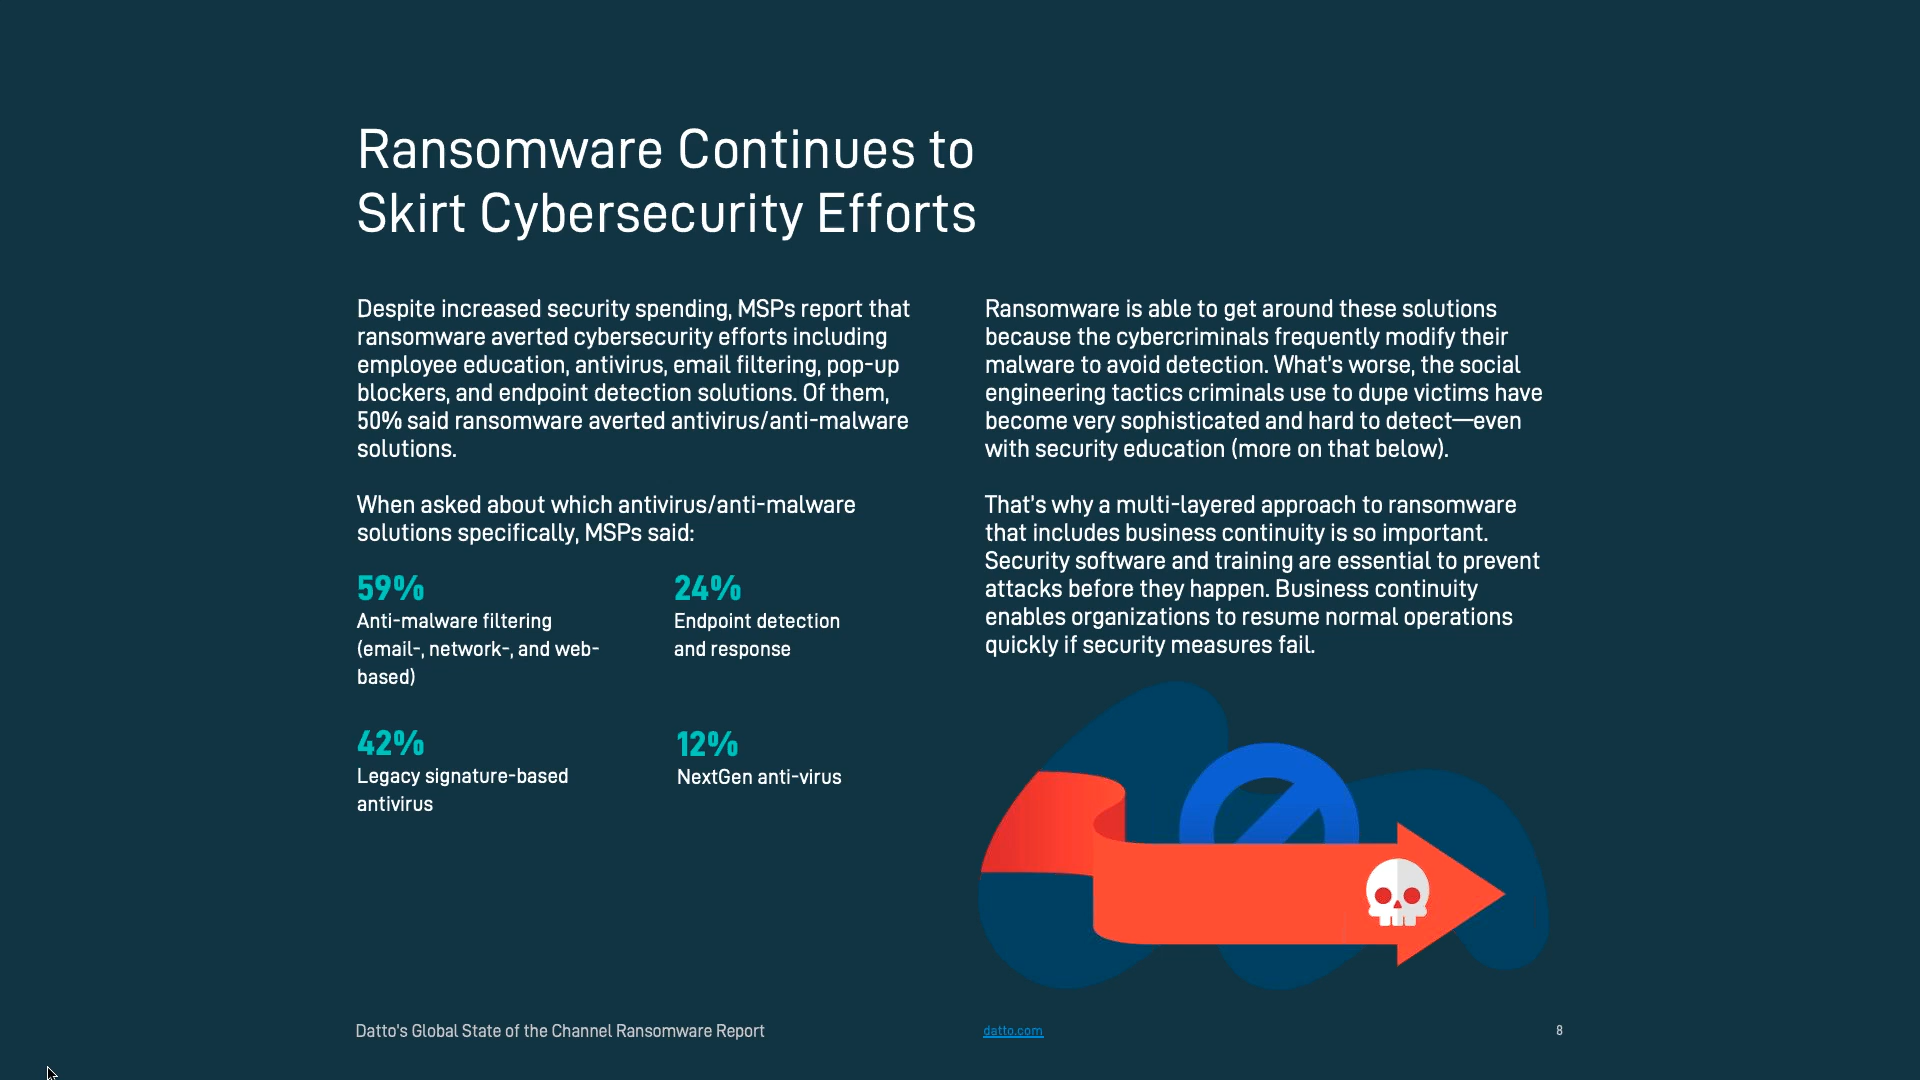 Ransomware Continues to
Skirt Cybersecurity Efforts
Despite increased security spending, MSPs report that
ransomware averted cybersecurity efforts including
employee education, antivirus, email filtering, pop-up
blockers, and endpoint detection solutions. Of them,
50% said ransomware averted antivirus/anti-malware
solutions.
When asked about which antivirus/anti-malware
solutions specifically, MSPs said:
59%
Anti-malware filtering
(email-, network-, and web-
based)
24%
Endpoint detection
and response
42%
Legacy signature-based
antivirus
12%
NextGen anti-virus
Ransomware is able to get around these solutions
because the cybercriminals frequently modify their
malware to avoid detection. What's worse, the social
engineering tactics criminals use to dupe victims have
become very sophisticated and hard to detect—even
with security education (more on that below).
That's why a multi-layered approach to ransomware
that includes business continuity is so important.
Security software and training are essential to prevent
attacks before they happen. Business continuity
enables organizations to resume normal operations
quickly if security measures fail.
Datto's Global State of the Channel Ransomware Report
datto.com
8